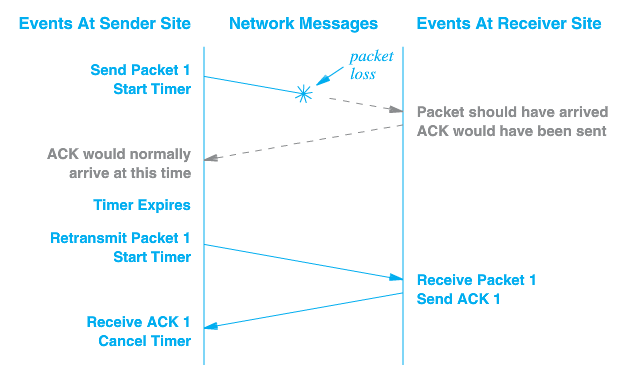 Events At Sender Site
Network Messages
Events At Receiver Site
packet
loss
Send Packet 1
Start Timer
Packet should have arrived
ACK would have been sent
ACK would normally
arrive at this time
Timer Expires
Retransmit Packet 1
Start Timer
Receive Packet 1
Send ACK 1
Receive ACK 1
Cancel Timer